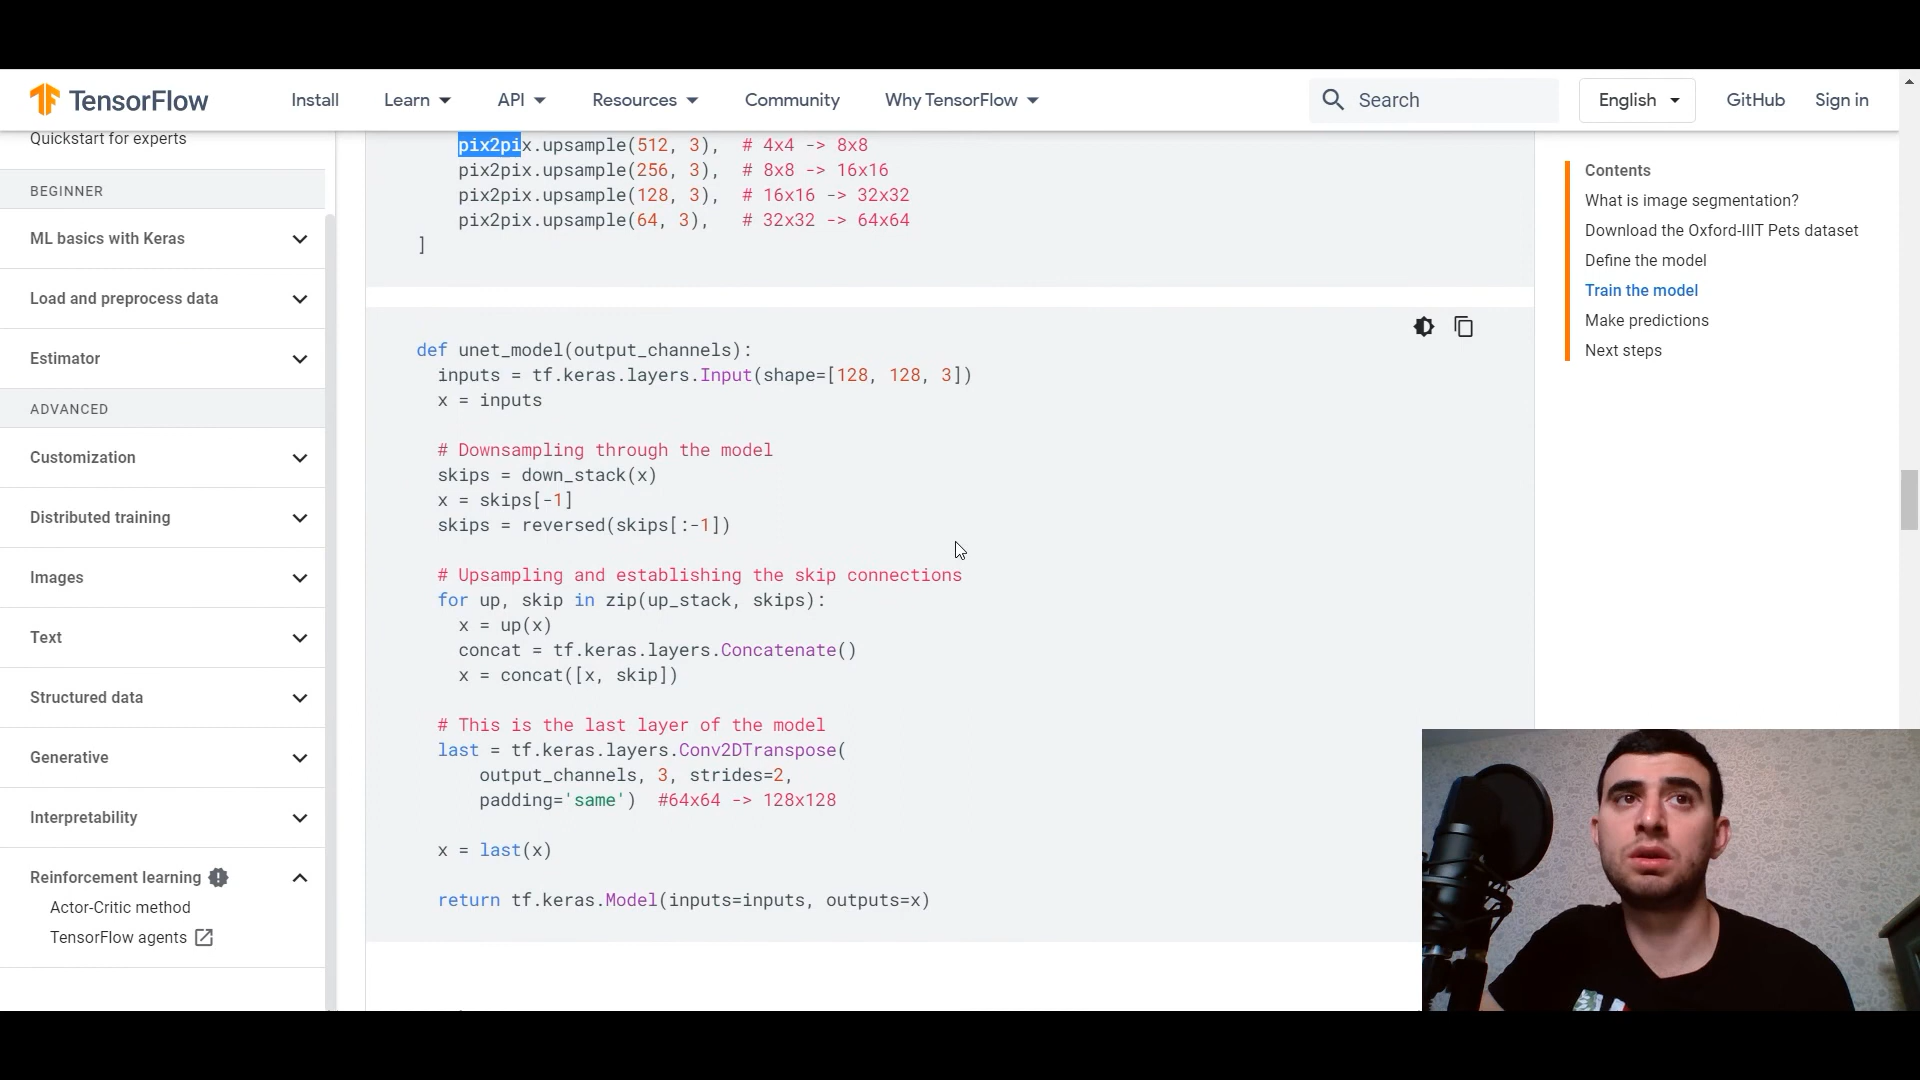 TensorFlow
Install
Learn
API
Resources
Community
Why TensorFlow
Search
English
GitHub
Sign in
Quickstart for experts
BEGINNER
ML basics with Keras
Load and preprocess data
Estimator
ADVANCED
Customization
Distributed training
Images
Text
Structured data
Generative
Interpretability
Reinforcement learning
Actor-Critic method
TensorFlow agents
pix2pix.upsample(512, 3),  # 4x4 -> 8x8
pix2pix.upsample(256, 3),  # 8x8 -> 16x16
pix2pix.upsample(128, 3),  # 16x16 -> 32x32
pix2pix.upsample(64, 3),   # 32x32 -> 64x64
]
def unet_model(output_channels):
  inputs = tf.keras.layers.Input(shape=[128, 128, 3])
  x = inputs
  # Downsampling through the model
  skips = down_stack(x)
  x = skips[-1]
  skips = reversed(skips[:-1])
  # Upsampling and establishing the skip connections
  for up, skip in zip(up_stack, skips):
    x = up(x)
    concat = tf.keras.layers.Concatenate()
    x = concat([x, skip])
  # This is the last layer of the model
  last = tf.keras.layers.Conv2DTranspose(
      output_channels, 3, strides=2,
      padding='same')  #64x64 -> 128x128
  x = last(x)
  return tf.keras.Model(inputs=inputs, outputs=x)
Contents
What is image segmentation?
Download the Oxford-IIIT Pets dataset
Define the model
Train the model
Make predictions
Next steps